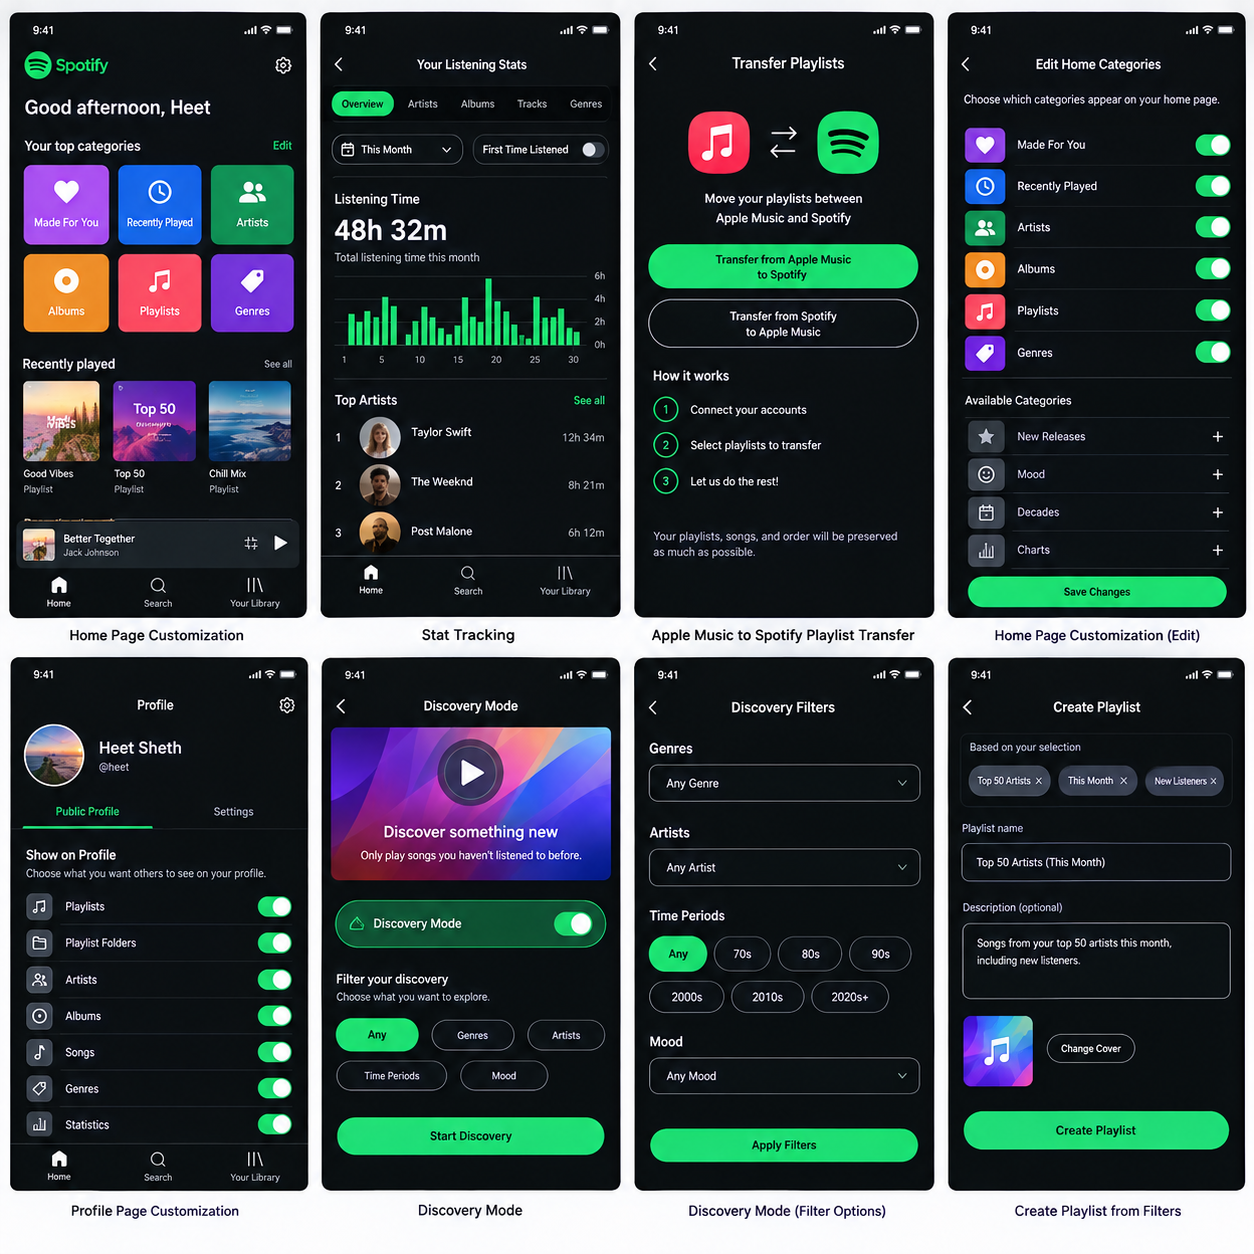 9:41
Spotify
Good afternoon, Heet
Your top categories
Edit
Made For You
Recently Played
Artists
Albums
Playlists
Genres
Recently played
See all
Top 50
Good Vibes
Playlist
Top 50
Playlist
Chill Mix
Playlist
Better Together
Jack Johnson
Home
Search
Your Library
Home Page Customization
9:41
Your Listening Stats
Overview
Artists
Albums
Tracks
Genres
This Month
First Time Listened
Listening Time
48h 32m
Total listening time this month
6h
4h
2h
0h
1
5
10
15
20
25
30
Top Artists
See all
1
Taylor Swift
12h 34m
2
The Weeknd
8h 21m
3
Post Malone
6h 12m
Home
Search
Your Library
Stat Tracking
9:41
Transfer Playlists
Move your playlists between
Apple Music and Spotify
Transfer from Apple Music
to Spotify
Transfer from Spotify
to Apple Music
How it works
1
Connect your accounts
2
Select playlists to transfer
3
Let us do the rest!
Your playlists, songs, and order will be preserved
as much as possible.
Apple Music to Spotify Playlist Transfer
9:41
Edit Home Categories
Choose which categories appear on your home page.
Made For You
Recently Played
Artists
Albums
Playlists
Genres
Available Categories
New Releases
Mood
Decades
Charts
Save Changes
Home Page Customization (Edit)
9:41
Profile
Heet Sheth
@heet
Public Profile
Settings
Show on Profile
Choose what you want others to see on your profile.
Playlists
Playlist Folders
Artists
Albums
Songs
Genres
Statistics
Home
Search
Your Library
Profile Page Customization
9:41
Discovery Mode
Discover something new
Only play songs you haven't listened to before.
Discovery Mode
Filter your discovery
Choose what you want to explore.
Any
Genres
Artists
Time Periods
Mood
Start Discovery
Discovery Mode
9:41
Discovery Filters
Genres
Any Genre
Artists
Any Artist
Time Periods
Any
70s
80s
90s
2000s
2010s
2020s+
Mood
Any Mood
Apply Filters
Discovery Mode (Filter Options)
9:41
Create Playlist
Based on your selection
Top 50 Artists ×
This Month ×
New Listeners ×
Playlist name
Top 50 Artists (This Month)
Description (optional)
Songs from your top 50 artists this month,
including new listeners.
Change Cover
Create Playlist
Create Playlist from Filters